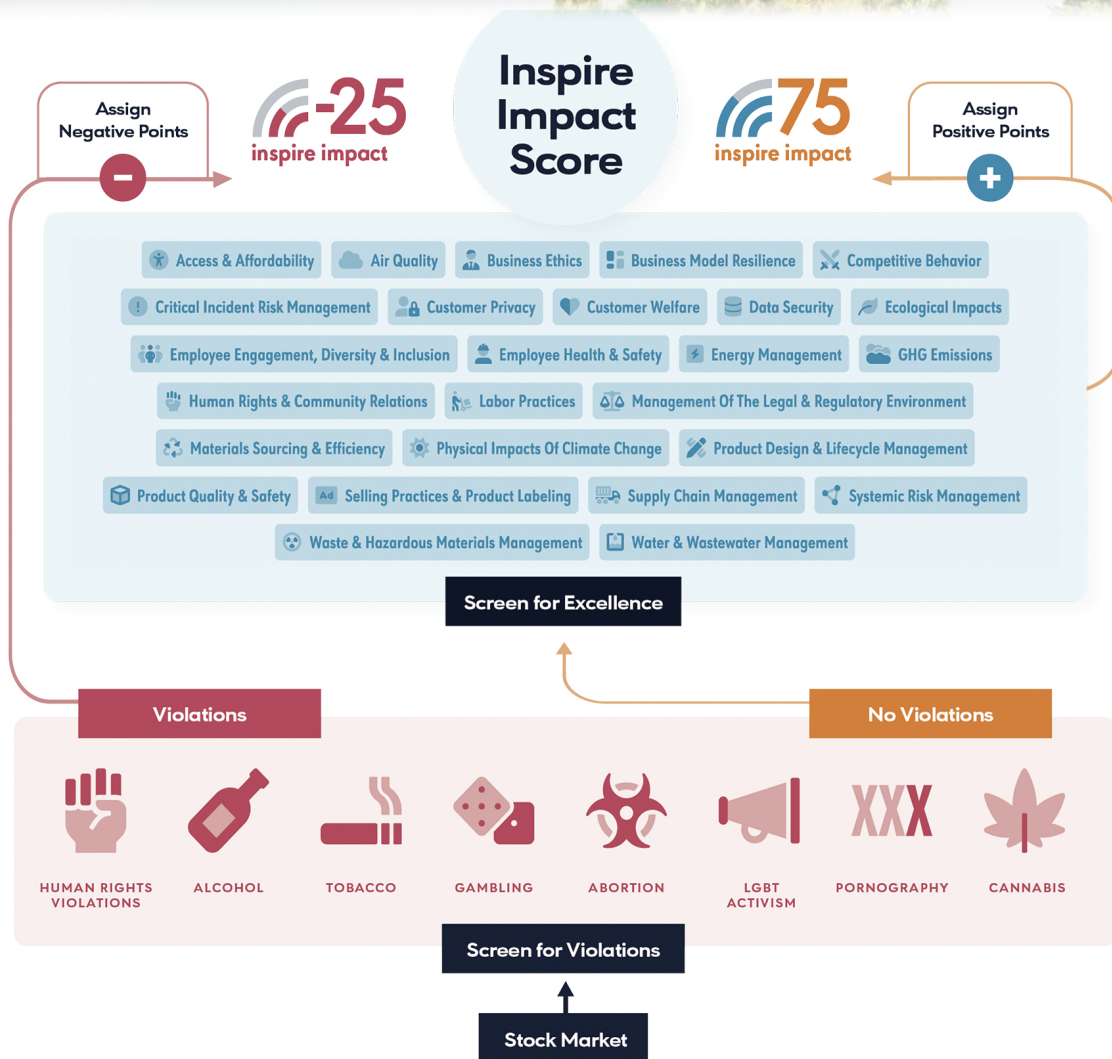 Inspire
Impact
Score
Assign
Negative Points
-25
inspire impact
75
inspire impact
Assign
Positive Points
Access & Affordability
Air Quality
Business Ethics
Business Model Resilience
Competitive Behavior
Critical Incident Risk Management
Customer Privacy
Customer Welfare
Data Security
Ecological Impacts
Employee Engagement, Diversity & Inclusion
Employee Health & Safety
Energy Management
GHG Emissions
Human Rights & Community Relations
Labor Practices
Management Of The Legal & Regulatory Environment
Materials Sourcing & Efficiency
Physical Impacts Of Climate Change
Product Design & Lifecycle Management
Product Quality & Safety
Ad
Selling Practices & Product Labeling
Supply Chain Management
Systemic Risk Management
Waste & Hazardous Materials Management
Water & Wastewater Management
Screen for Excellence
Violations
No Violations
XXX
HUMAN RIGHTS
VIOLATIONS
ALCOHOL
TOBACCO
GAMBLING
ABORTION
LGBT
ACTIVISM
PORNOGRAPHY
CANNABIS
Screen for Violations
Stock Market